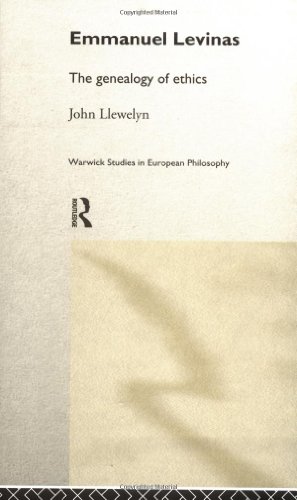 Emmanuel Levinas
The genealogy of ethics
John Llewelyn
Warwick Studies in European Philosophy
ROUTLEDGE